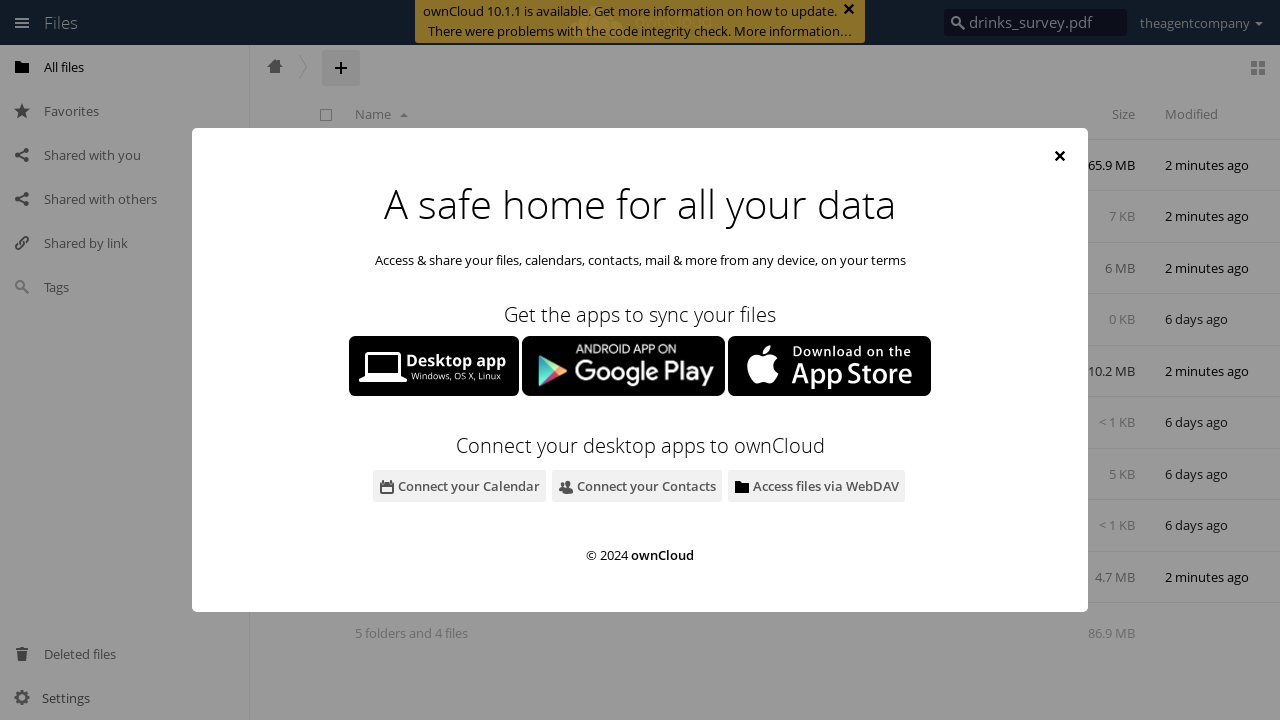 Files
ownCloud 10.1.1 is available. Get more information on how to update.
There were problems with the code integrity check. More information…
drinks_survey.pdf
theagentcompany
All files
Favorites
Shared with you
Shared with others
Shared by link
Tags
Deleted files
Settings
Name
Size
Modified
65.9 MB
2 minutes ago
7 KB
2 minutes ago
6 MB
2 minutes ago
0 KB
6 days ago
10.2 MB
2 minutes ago
< 1 KB
6 days ago
5 KB
6 days ago
< 1 KB
6 days ago
4.7 MB
2 minutes ago
5 folders and 4 files
86.9 MB
A safe home for all your data
Access & share your files, calendars, contacts, mail & more from any device, on your terms
Get the apps to sync your files
Desktop app
Windows, OS X, Linux
ANDROID APP ON
Google Play
Download on the
App Store
Connect your desktop apps to ownCloud
Connect your Calendar
Connect your Contacts
Access files via WebDAV
© 2024 ownCloud